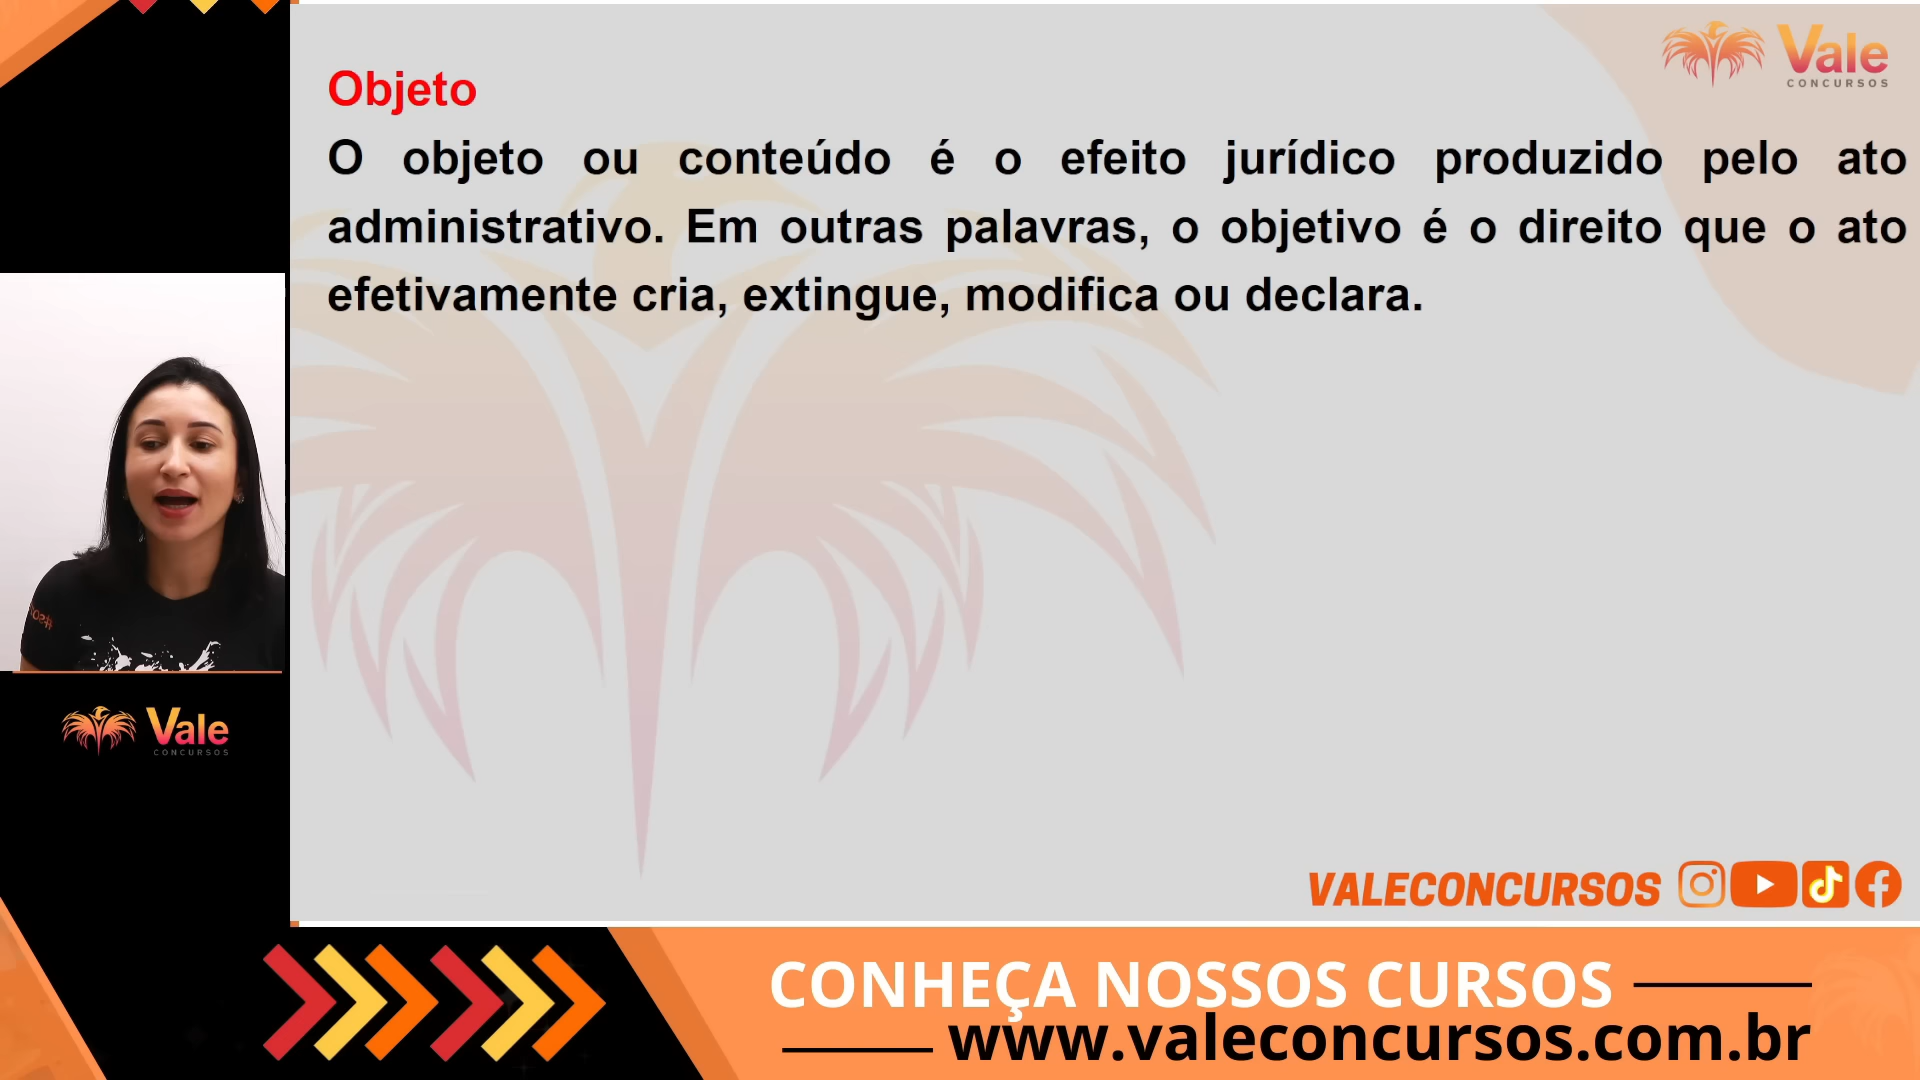 Vale
CONCURSOS
Objeto
O objeto ou conteúdo é o efeito jurídico produzido pelo ato
administrativo. Em outras palavras, o objetivo é o direito que o ato
efetivamente cria, extingue, modifica ou declara.
Vale
CONCURSOS
VALECONCURSOS
CONHEÇA NOSSOS CURSOS
www.valeconcursos.com.br